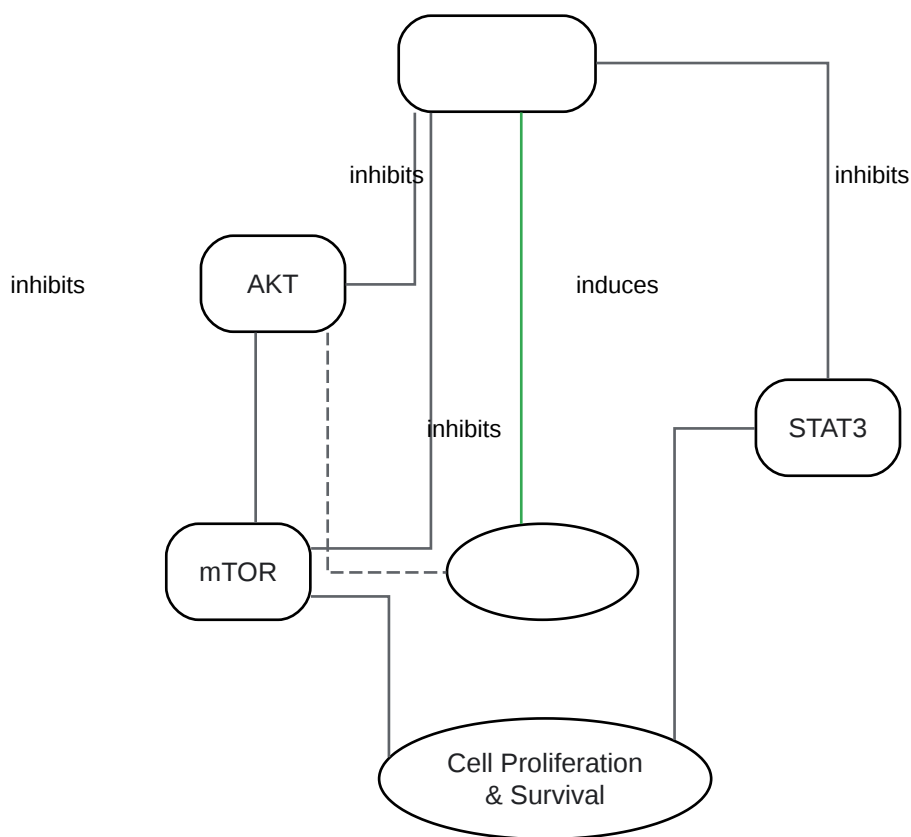 inhibits
inhibits
AKT
inhibits
induces
inhibits
STAT3
mTOR
Cell Proliferation
& Survival